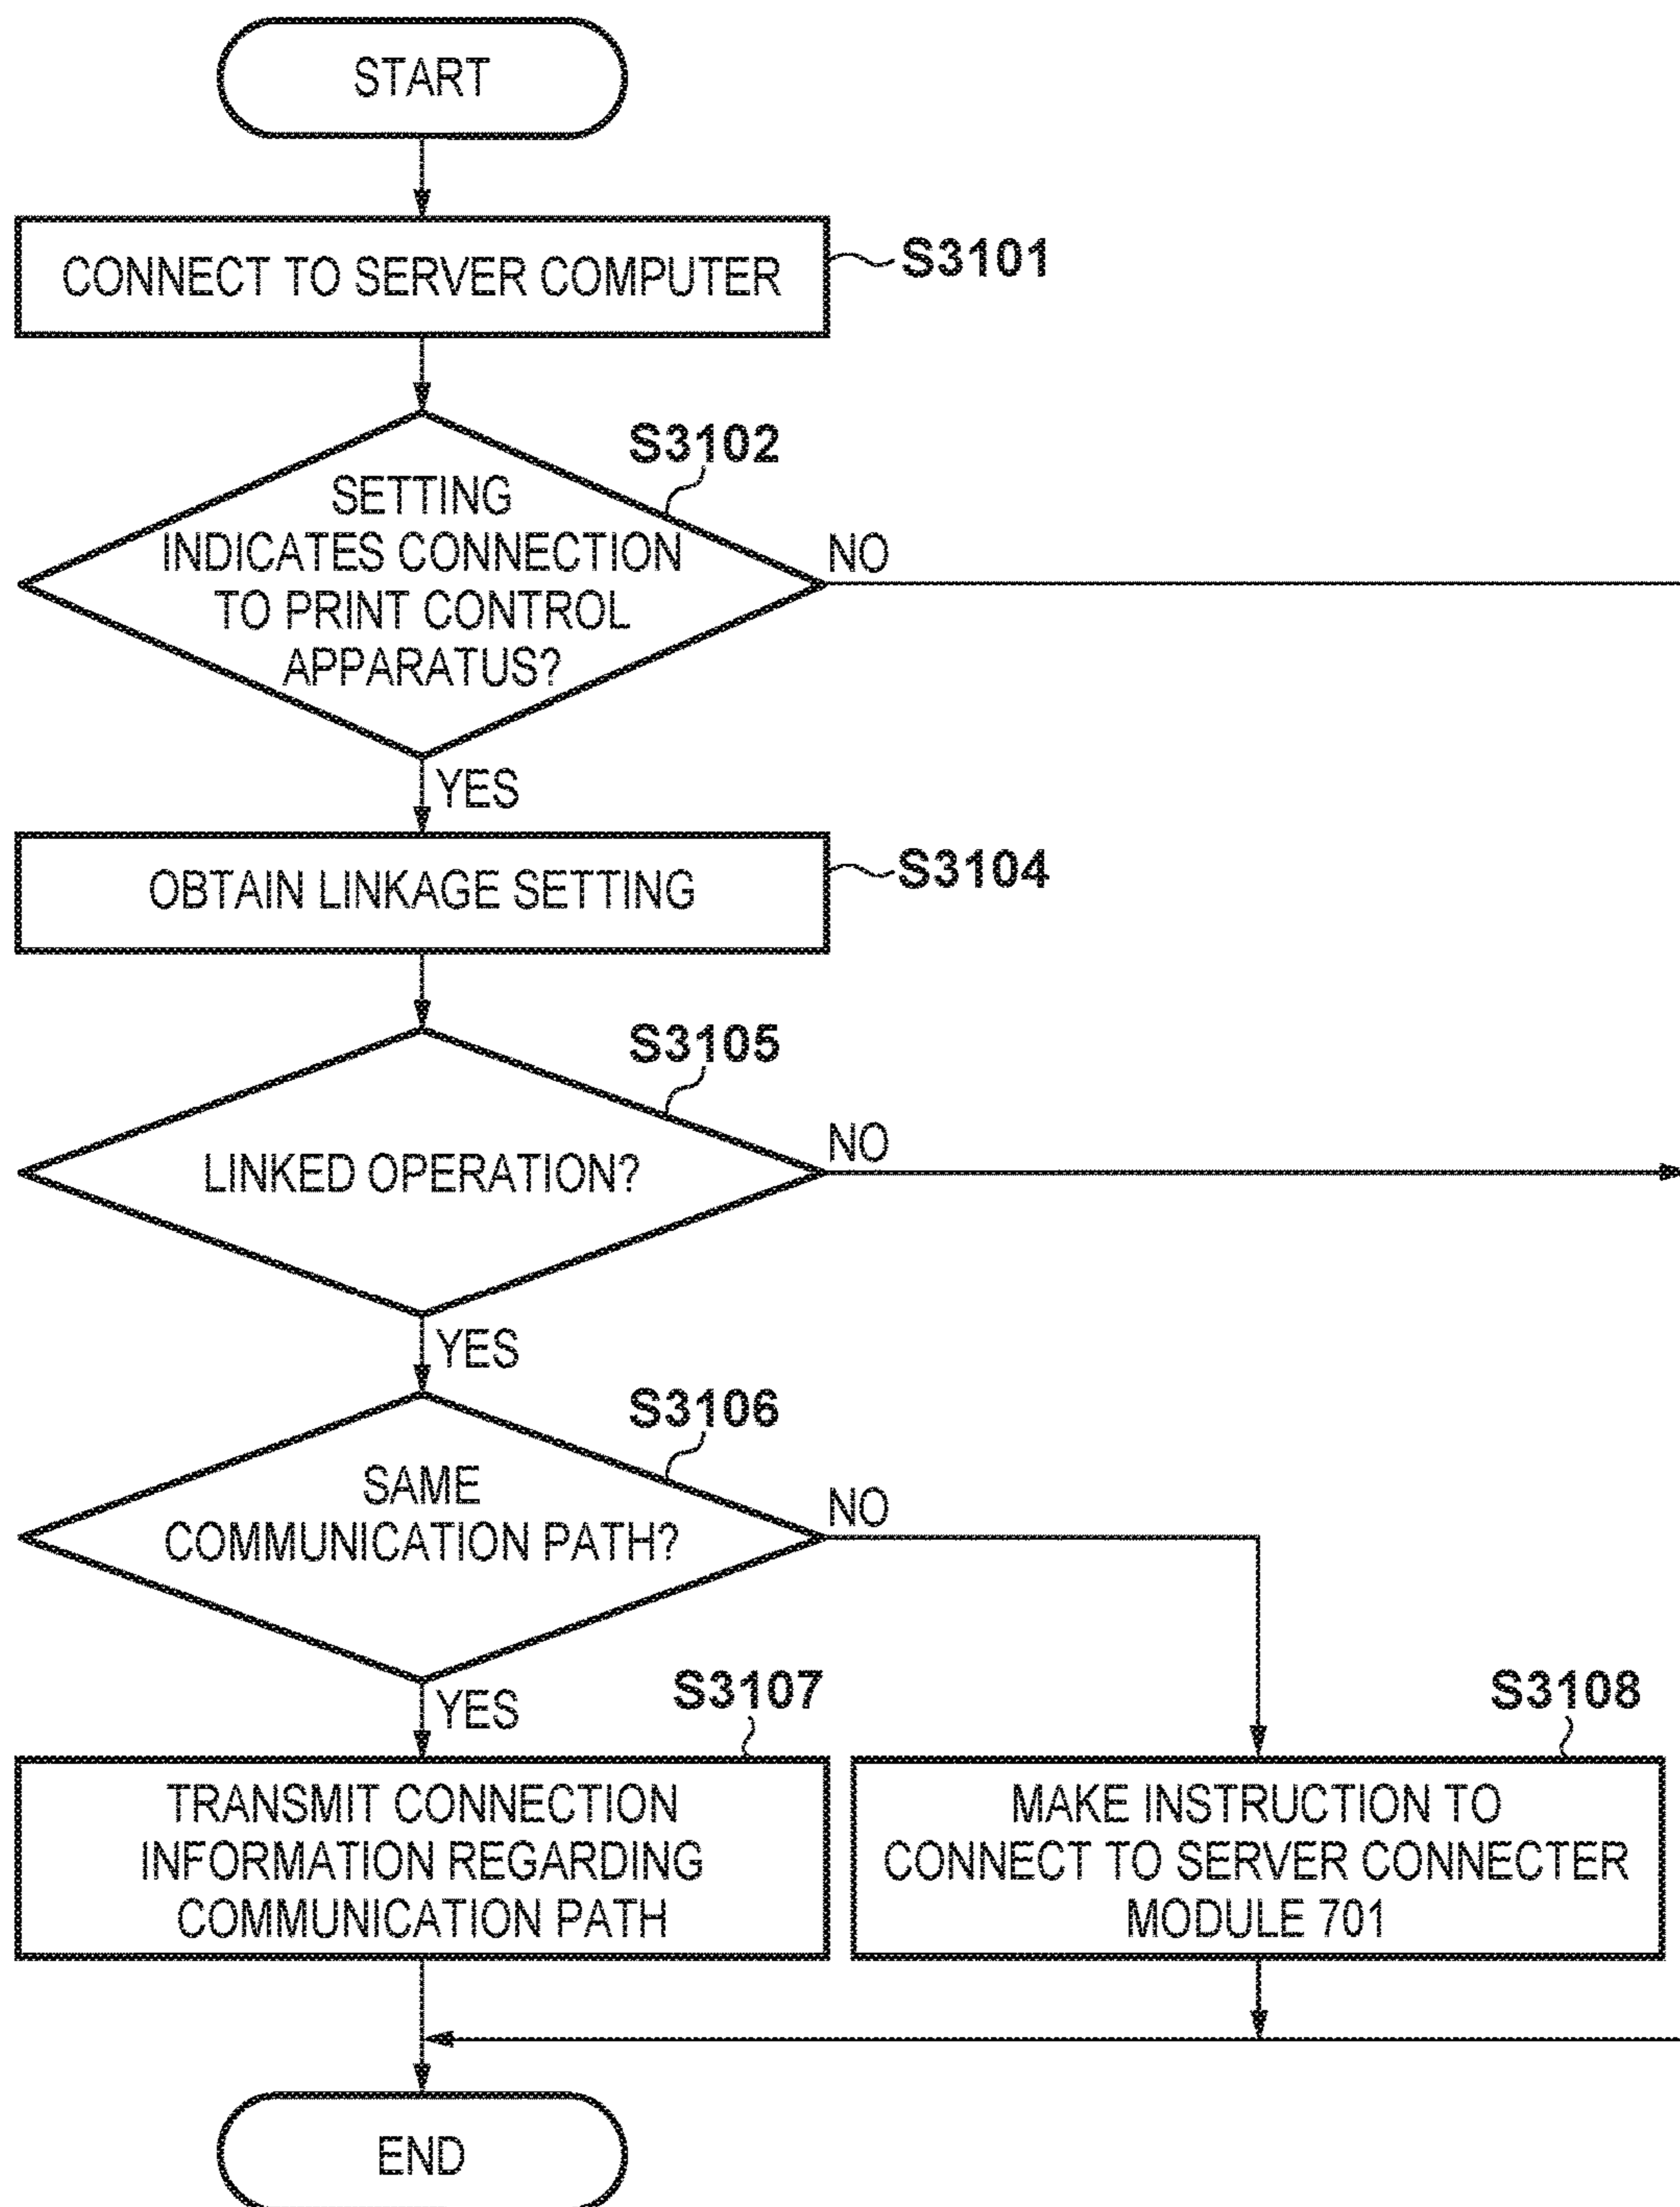 START
CONNECT TO SERVER COMPUTER
S3101
S3102
SETTING
INDICATES CONNECTION
TO PRINT CONTROL
APPARATUS?
NO
YES
OBTAIN LINKAGE SETTING
S3104
S3105
LINKED OPERATION?
NO
YES
S3106
SAME
COMMUNICATION PATH?
NO
YES
S3107
TRANSMIT CONNECTION
INFORMATION REGARDING
COMMUNICATION PATH
S3108
MAKE INSTRUCTION TO
CONNECT TO SERVER CONNECTER
MODULE 701
END